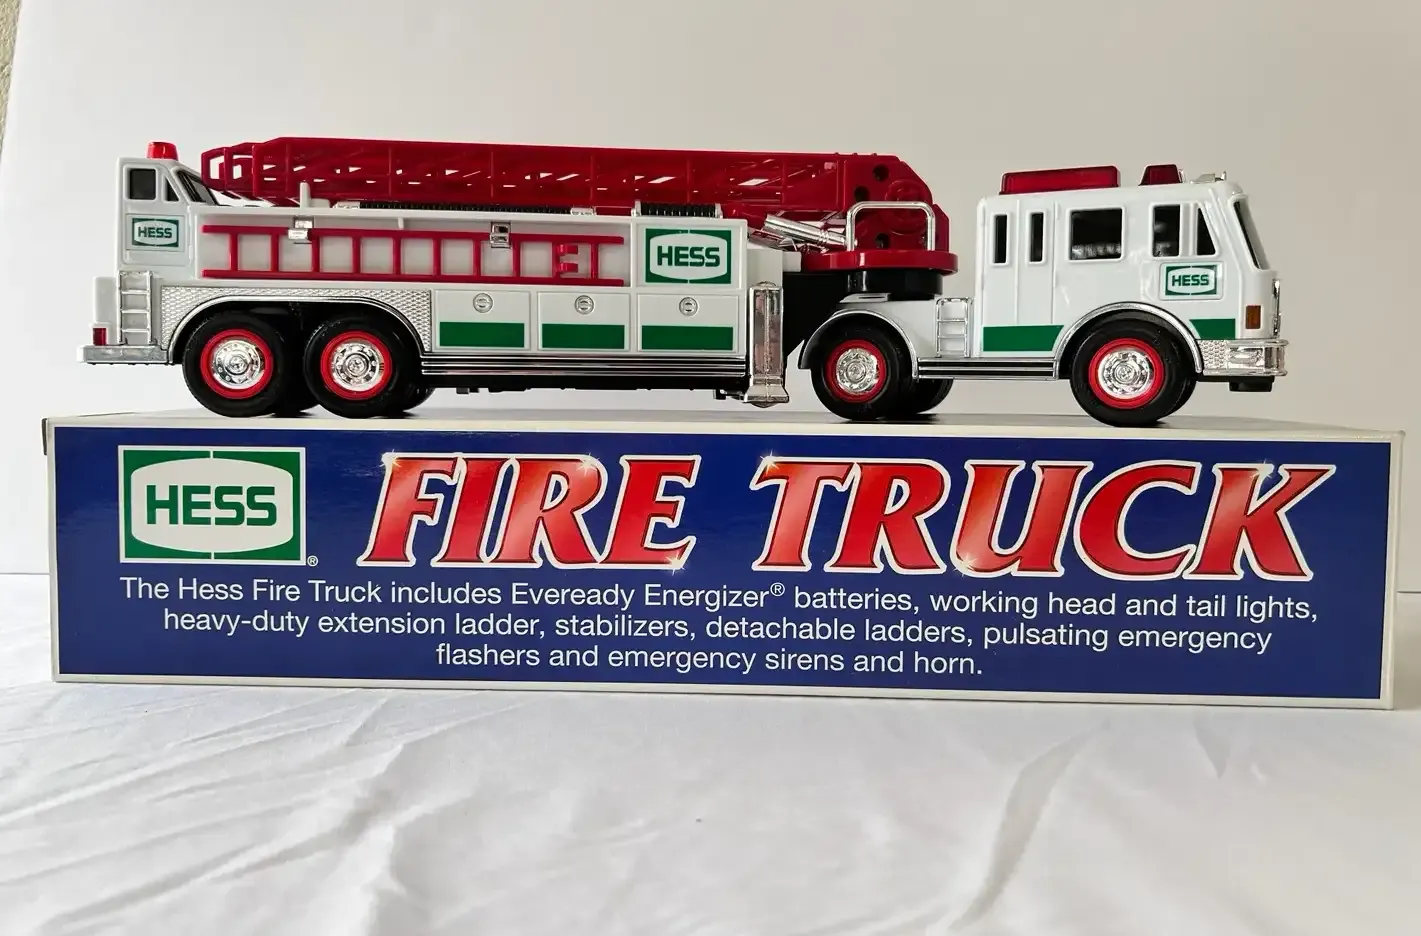 HESS
HESS
HESS
HESS ® FIRE TRUCK
The Hess Fire Truck includes Eveready Energizer® batteries, working head and tail lights,
heavy-duty extension ladder, stabilizers, detachable ladders, pulsating emergency
flashers and emergency sirens and horn.